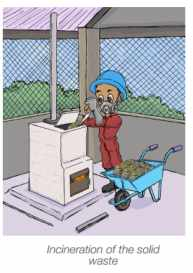 Incineration of the solid
waste